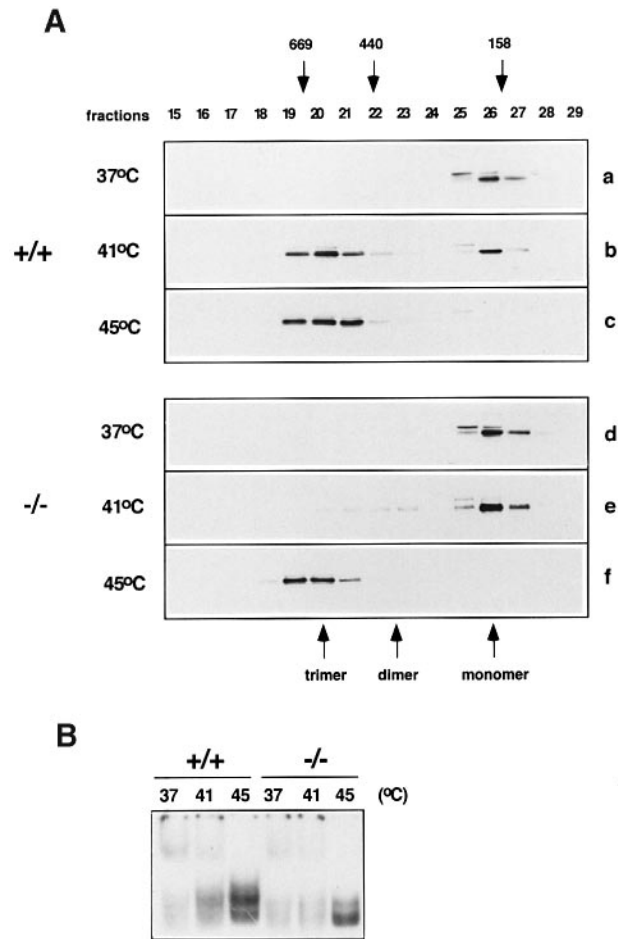 A
669 440 158
fractions 15 16 17 18 19 20 21 22 23 24 25 26 27 28 29
37ºC a
+/+ 41ºC b
45ºC c
37ºC d
-/- 41ºC e
45ºC f
trimer dimer monomer
B
+/+ -/-
37 41 45 37 41 45 (ºC)